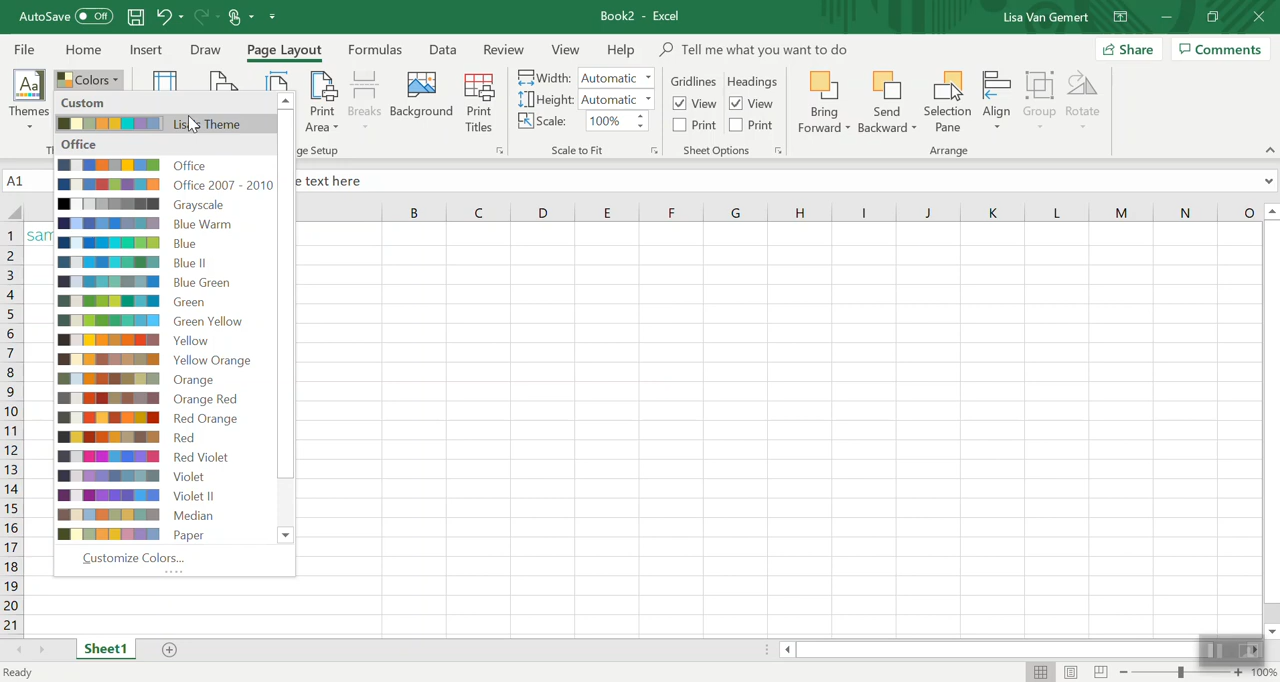 AutoSave Off Book2 - Excel Lisa Van Gemert
File Home Insert Draw Page Layout Formulas Data Review View Help Tell me what you want to do Share Comments
Themes Colors Print Area Breaks Background Print Titles
Width: Automatic
Height: Automatic
Scale: 100%
Gridlines Headings
View View
Print Print
Bring Forward Send Backward Selection Pane Align Group Rotate
ge Setup Scale to Fit Sheet Options Arrange
A1 e text here
Custom
Theme
Office
Office
Office 2007 - 2010
Grayscale
Blue Warm
Blue
Blue II
Blue Green
Green
Green Yellow
Yellow
Yellow Orange
Orange
Orange Red
Red Orange
Red
Red Violet
Violet
Violet II
Median
Paper
Customize Colors...
B C D E F G H I J K L M N O
1 sam
2
3
4
5
6
7
8
9
10
11
12
13
14
15
16
17
18
19
20
21
Sheet1
Ready 100%